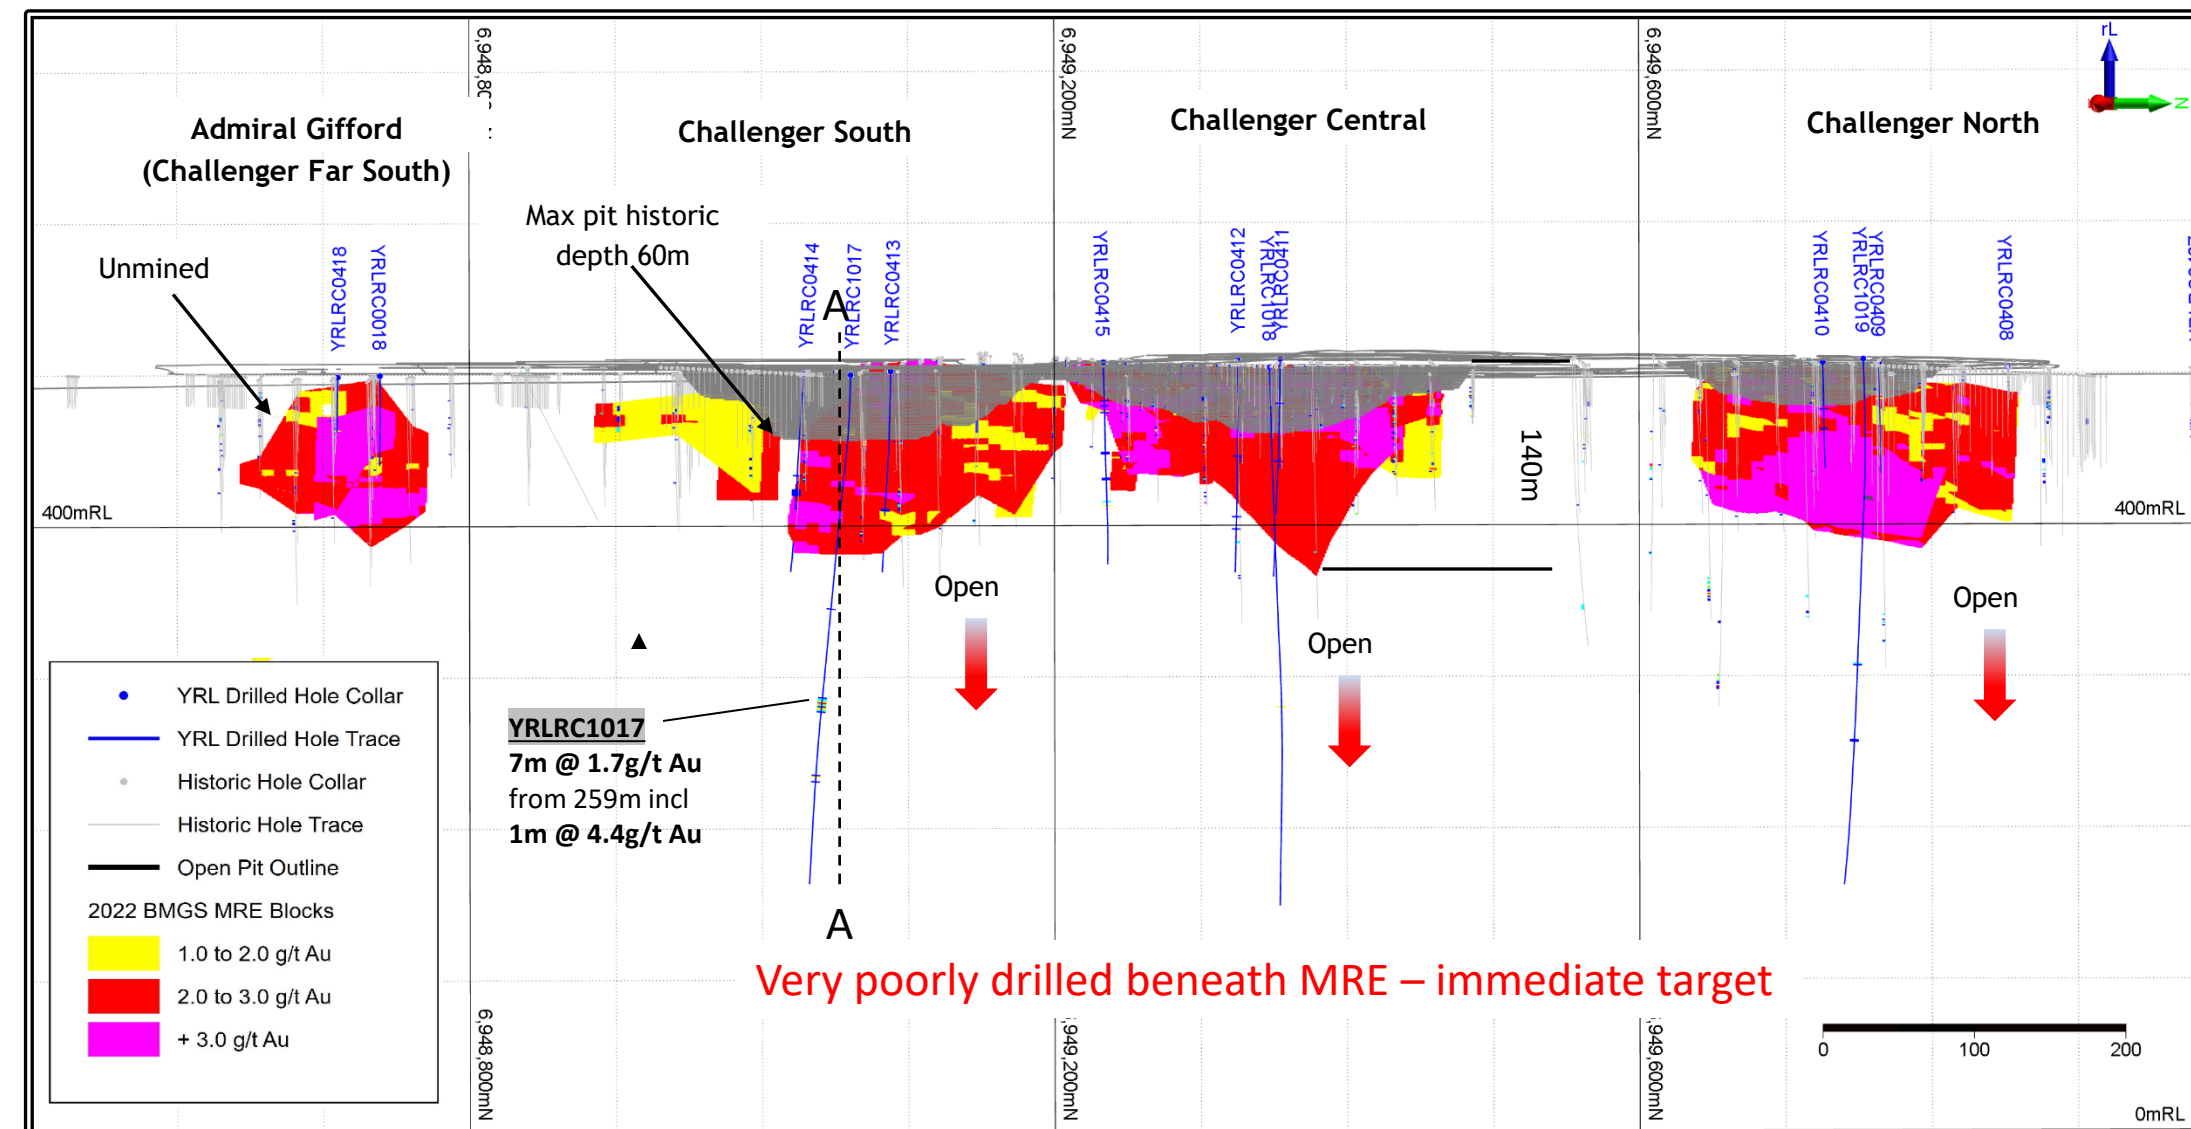 rL
N
6,948,80
6,949,200mN
6,949,600mN
Admiral Gifford
(Challenger Far South)
Challenger South
Challenger Central
Challenger North
Max pit historic
depth 60m
Unmined
YRLRC0418
YRLRC0018
YRLRC0414
YRLRC1017
YRLRC0413
YRLRC0415
YRLRC0412
YRLRC1018
YRLRC0411
YRLRC0410
YRLRC1019
YRLRC0409
YRLRC0408
A
140m
400mRL
400mRL
Open
Open
Open
YRLRC1017
7m @ 1.7g/t Au
from 259m incl
1m @ 4.4g/t Au
YRL Drilled Hole Collar
YRL Drilled Hole Trace
Historic Hole Collar
Historic Hole Trace
Open Pit Outline
2022 BMGS MRE Blocks
1.0 to 2.0 g/t Au
2.0 to 3.0 g/t Au
+ 3.0 g/t Au
A
Very poorly drilled beneath MRE – immediate target
6,948,800mN
,949,200mN
,949,600mN
0
100
200
0mRL